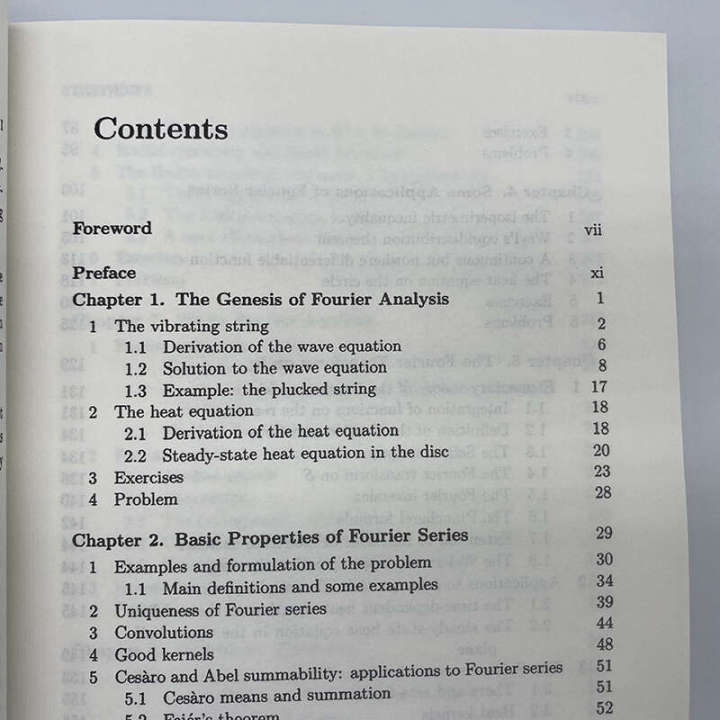 Contents
Foreword vii
Preface xi
Chapter 1. The Genesis of Fourier Analysis 1
1 The vibrating string 2
1.1 Derivation of the wave equation 6
1.2 Solution to the wave equation 8
1.3 Example: the plucked string 17
2 The heat equation 18
2.1 Derivation of the heat equation 18
2.2 Steady-state heat equation in the disc 20
3 Exercises 23
4 Problem 28
Chapter 2. Basic Properties of Fourier Series 29
1 Examples and formulation of the problem 30
1.1 Main definitions and some examples 34
2 Uniqueness of Fourier series 39
3 Convolutions 44
4 Good kernels 48
5 Cesàro and Abel summability: applications to Fourier series 51
5.1 Cesàro means and summation 51
5.2 Fejér's theorem 52